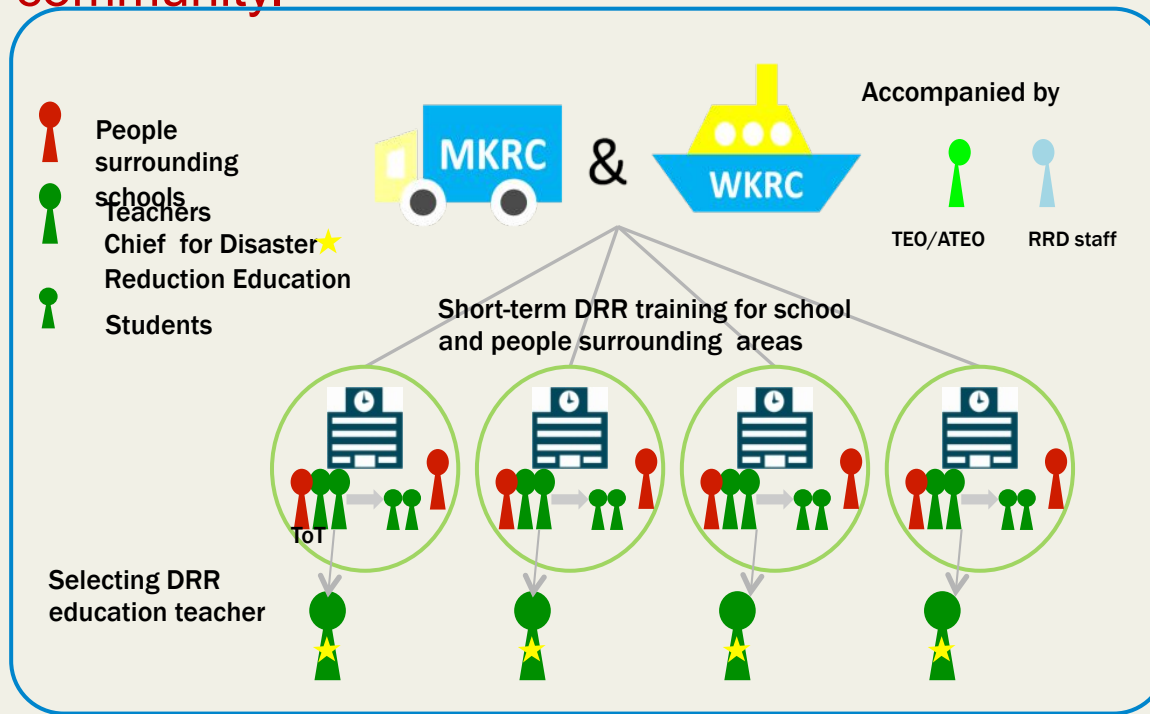 community.
Accompanied by
People
surrounding
schools
MKRC
&
WKRC
Teachers
Chief for Disaster
Reduction Education
TEO/ATEO
RRD staff
Students
Short-term DRR training for school
and people surrounding areas
ToT
Selecting DRR
education teacher